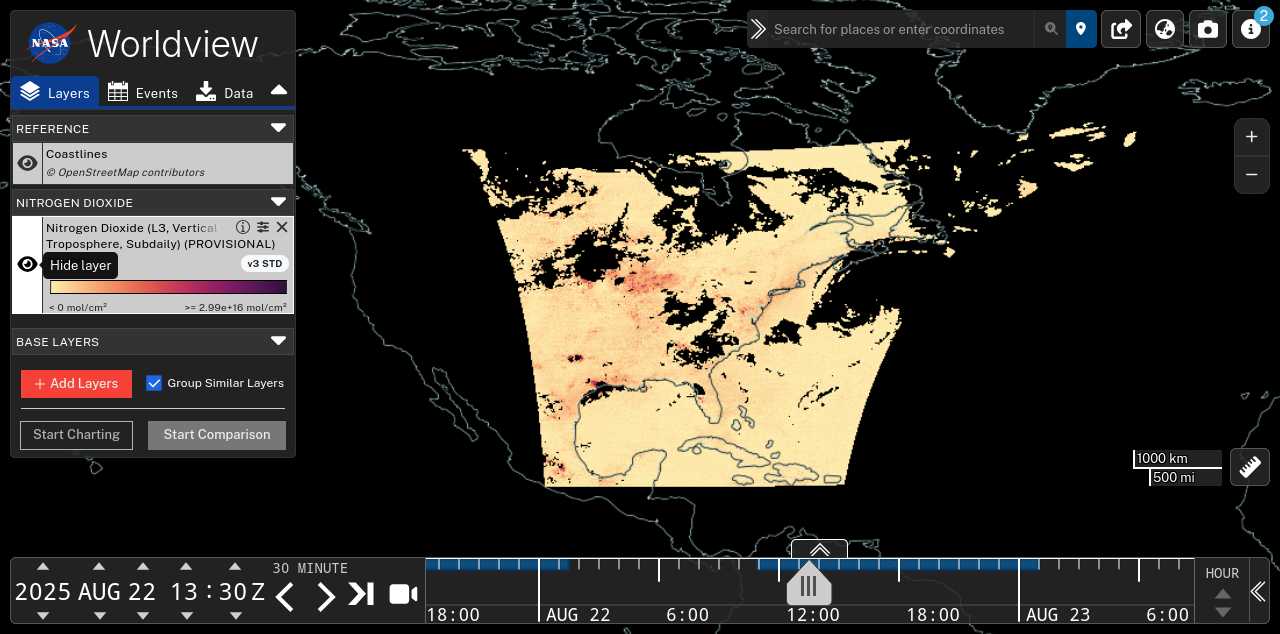 NASA
Worldview
Search for places or enter coordinates
2
Layers
Events
Data
REFERENCE
Coastlines
© OpenStreetMap contributors
NITROGEN DIOXIDE
Nitrogen Dioxide (L3, Vertical
Troposphere, Subdaily) (PROVISIONAL)
Hide layer
v3 STD
< 0 mol/cm²
>= 2.99e+16 mol/cm²
BASE LAYERS
+ Add Layers
Group Similar Layers
Start Charting
Start Comparison
+
−
1000 km
500 mi
2025 AUG 22 13 : 30 Z
30 MINUTE
18:00
AUG 22
6:00
12:00
18:00
AUG 23
6:00
HOUR